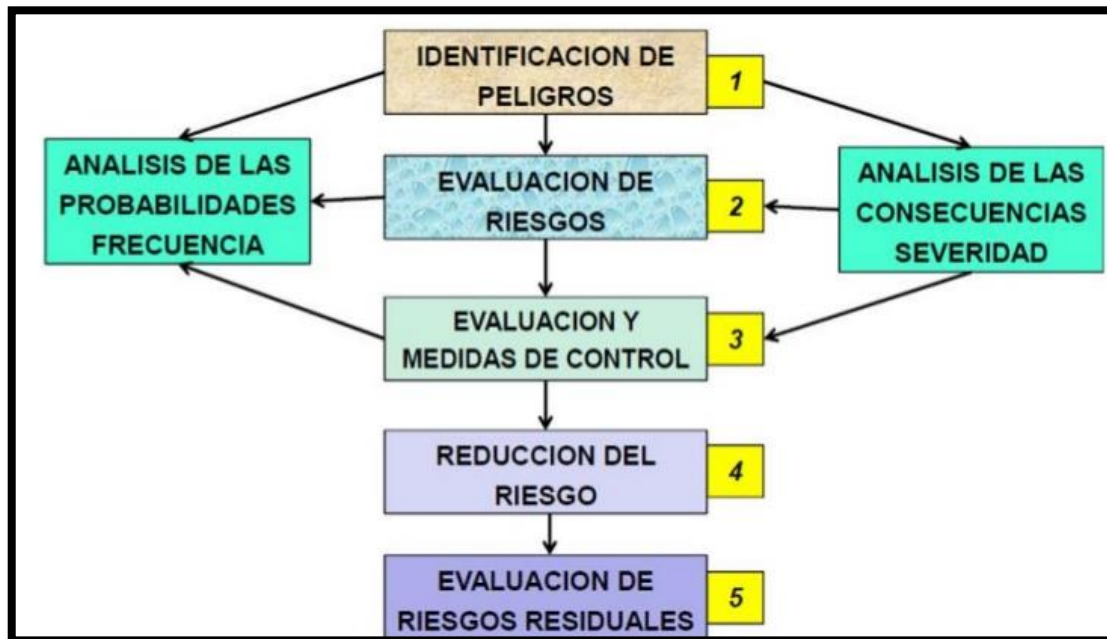 IDENTIFICACION DE
PELIGROS
1
ANALISIS DE LAS
PROBABILIDADES
FRECUENCIA
EVALUACION DE
RIESGOS
2
ANALISIS DE LAS
CONSECUENCIAS
SEVERIDAD
EVALUACION Y
MEDIDAS DE CONTROL
3
REDUCCION DEL
RIESGO
4
EVALUACION DE
RIESGOS RESIDUALES
5